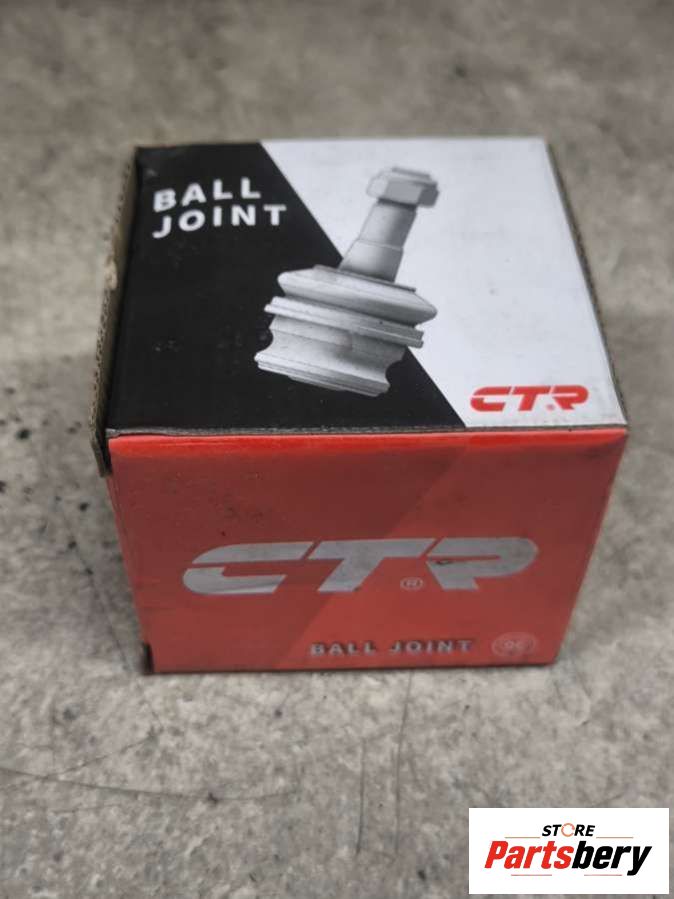 BALL
JOINT
CTR
CTR
®
BALL JOINT
STORE
Partsbery